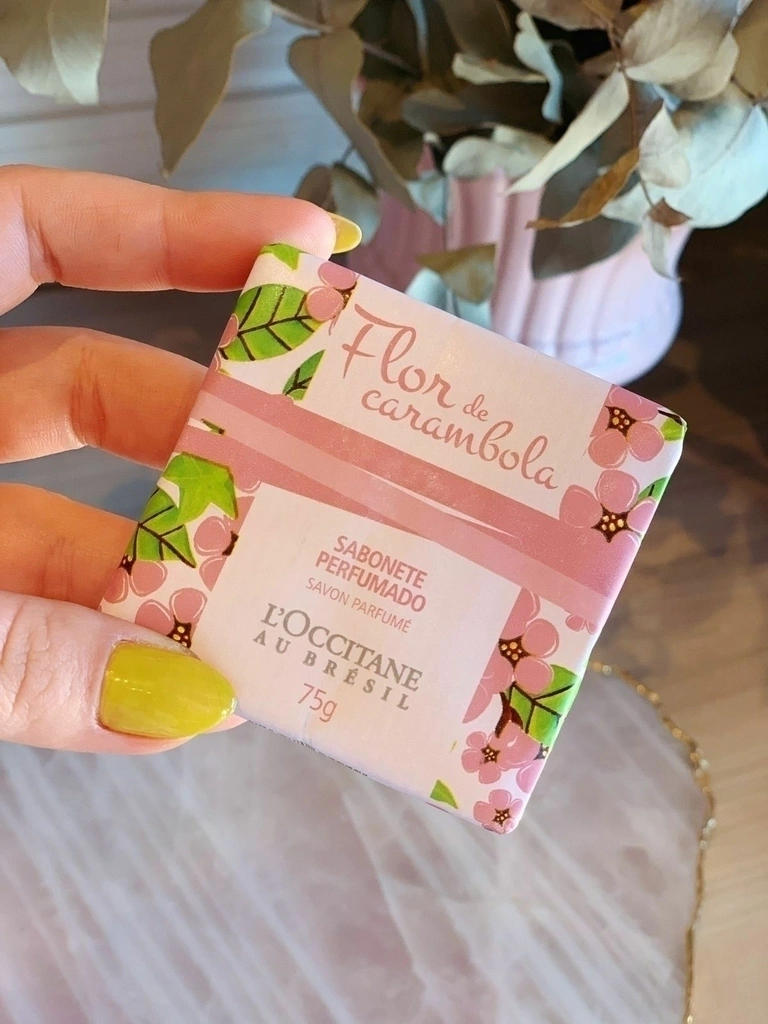 Flor de
carambola
SABONETE
PERFUMADO
SAVON PARFUMÉ
L'OCCITANE
AU BRÉSIL
75g